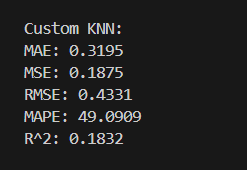 Custom KNN:
MAE: 0.3195
MSE: 0.1875
RMSE: 0.4331
MAPE: 49.0909
R^2: 0.1832